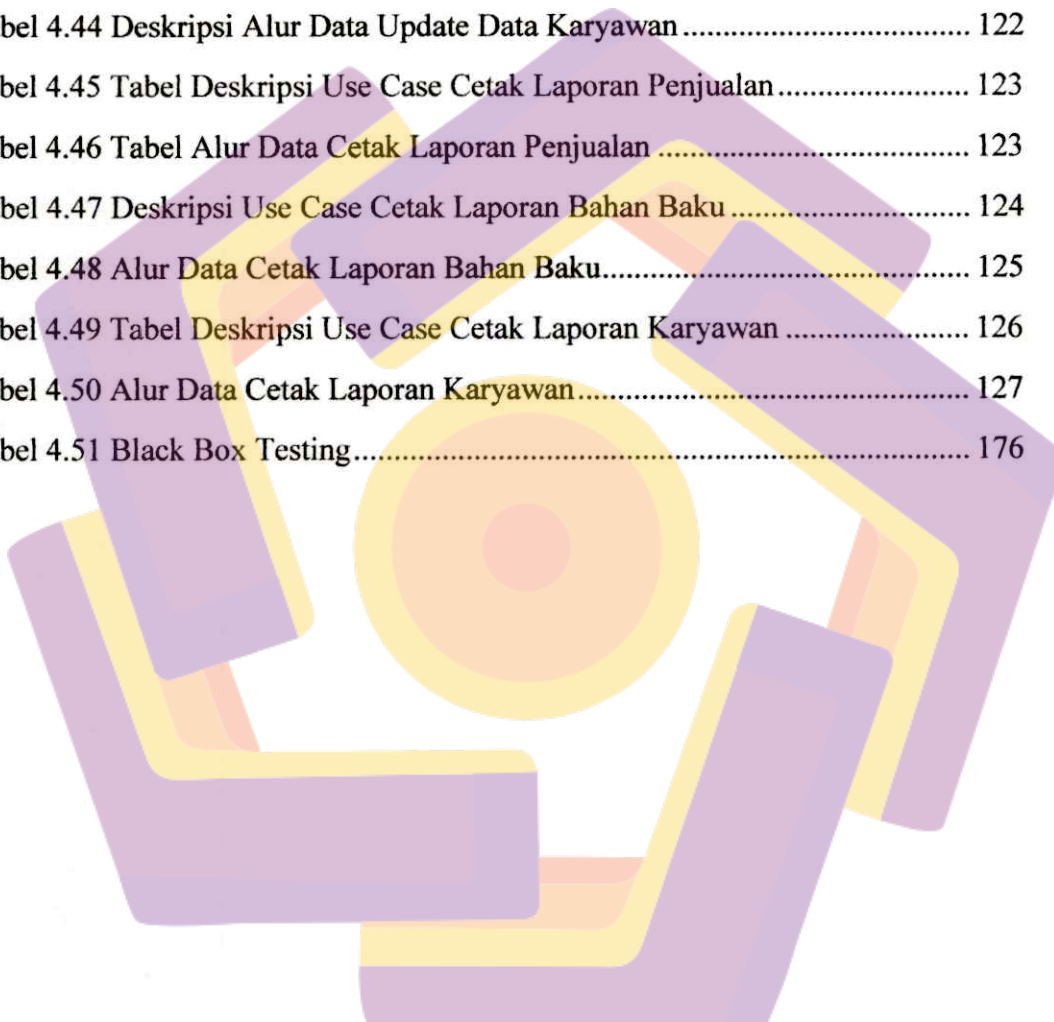 bel 4.44 Deskripsi Alur Data Update Data Karyawan ................................. 122
bel 4.45 Tabel Deskripsi Use Case Cetak Laporan Penjualan ........................ 123
bel 4.46 Tabel Alur Data Cetak Laporan Penjualan .................................... 123
bel 4.47 Deskripsi Use Case Cetak Laporan Bahan Baku ........................... 124
bel 4.48 Alur Data Cetak Laporan Bahan Baku.......................................... 125
bel 4.49 Tabel Deskripsi Use Case Cetak Laporan Karyawan ..................... 126
bel 4.50 Alur Data Cetak Laporan Karyawan ............................................. 127
bel 4.51 Black Box Testing....................................................................... 176